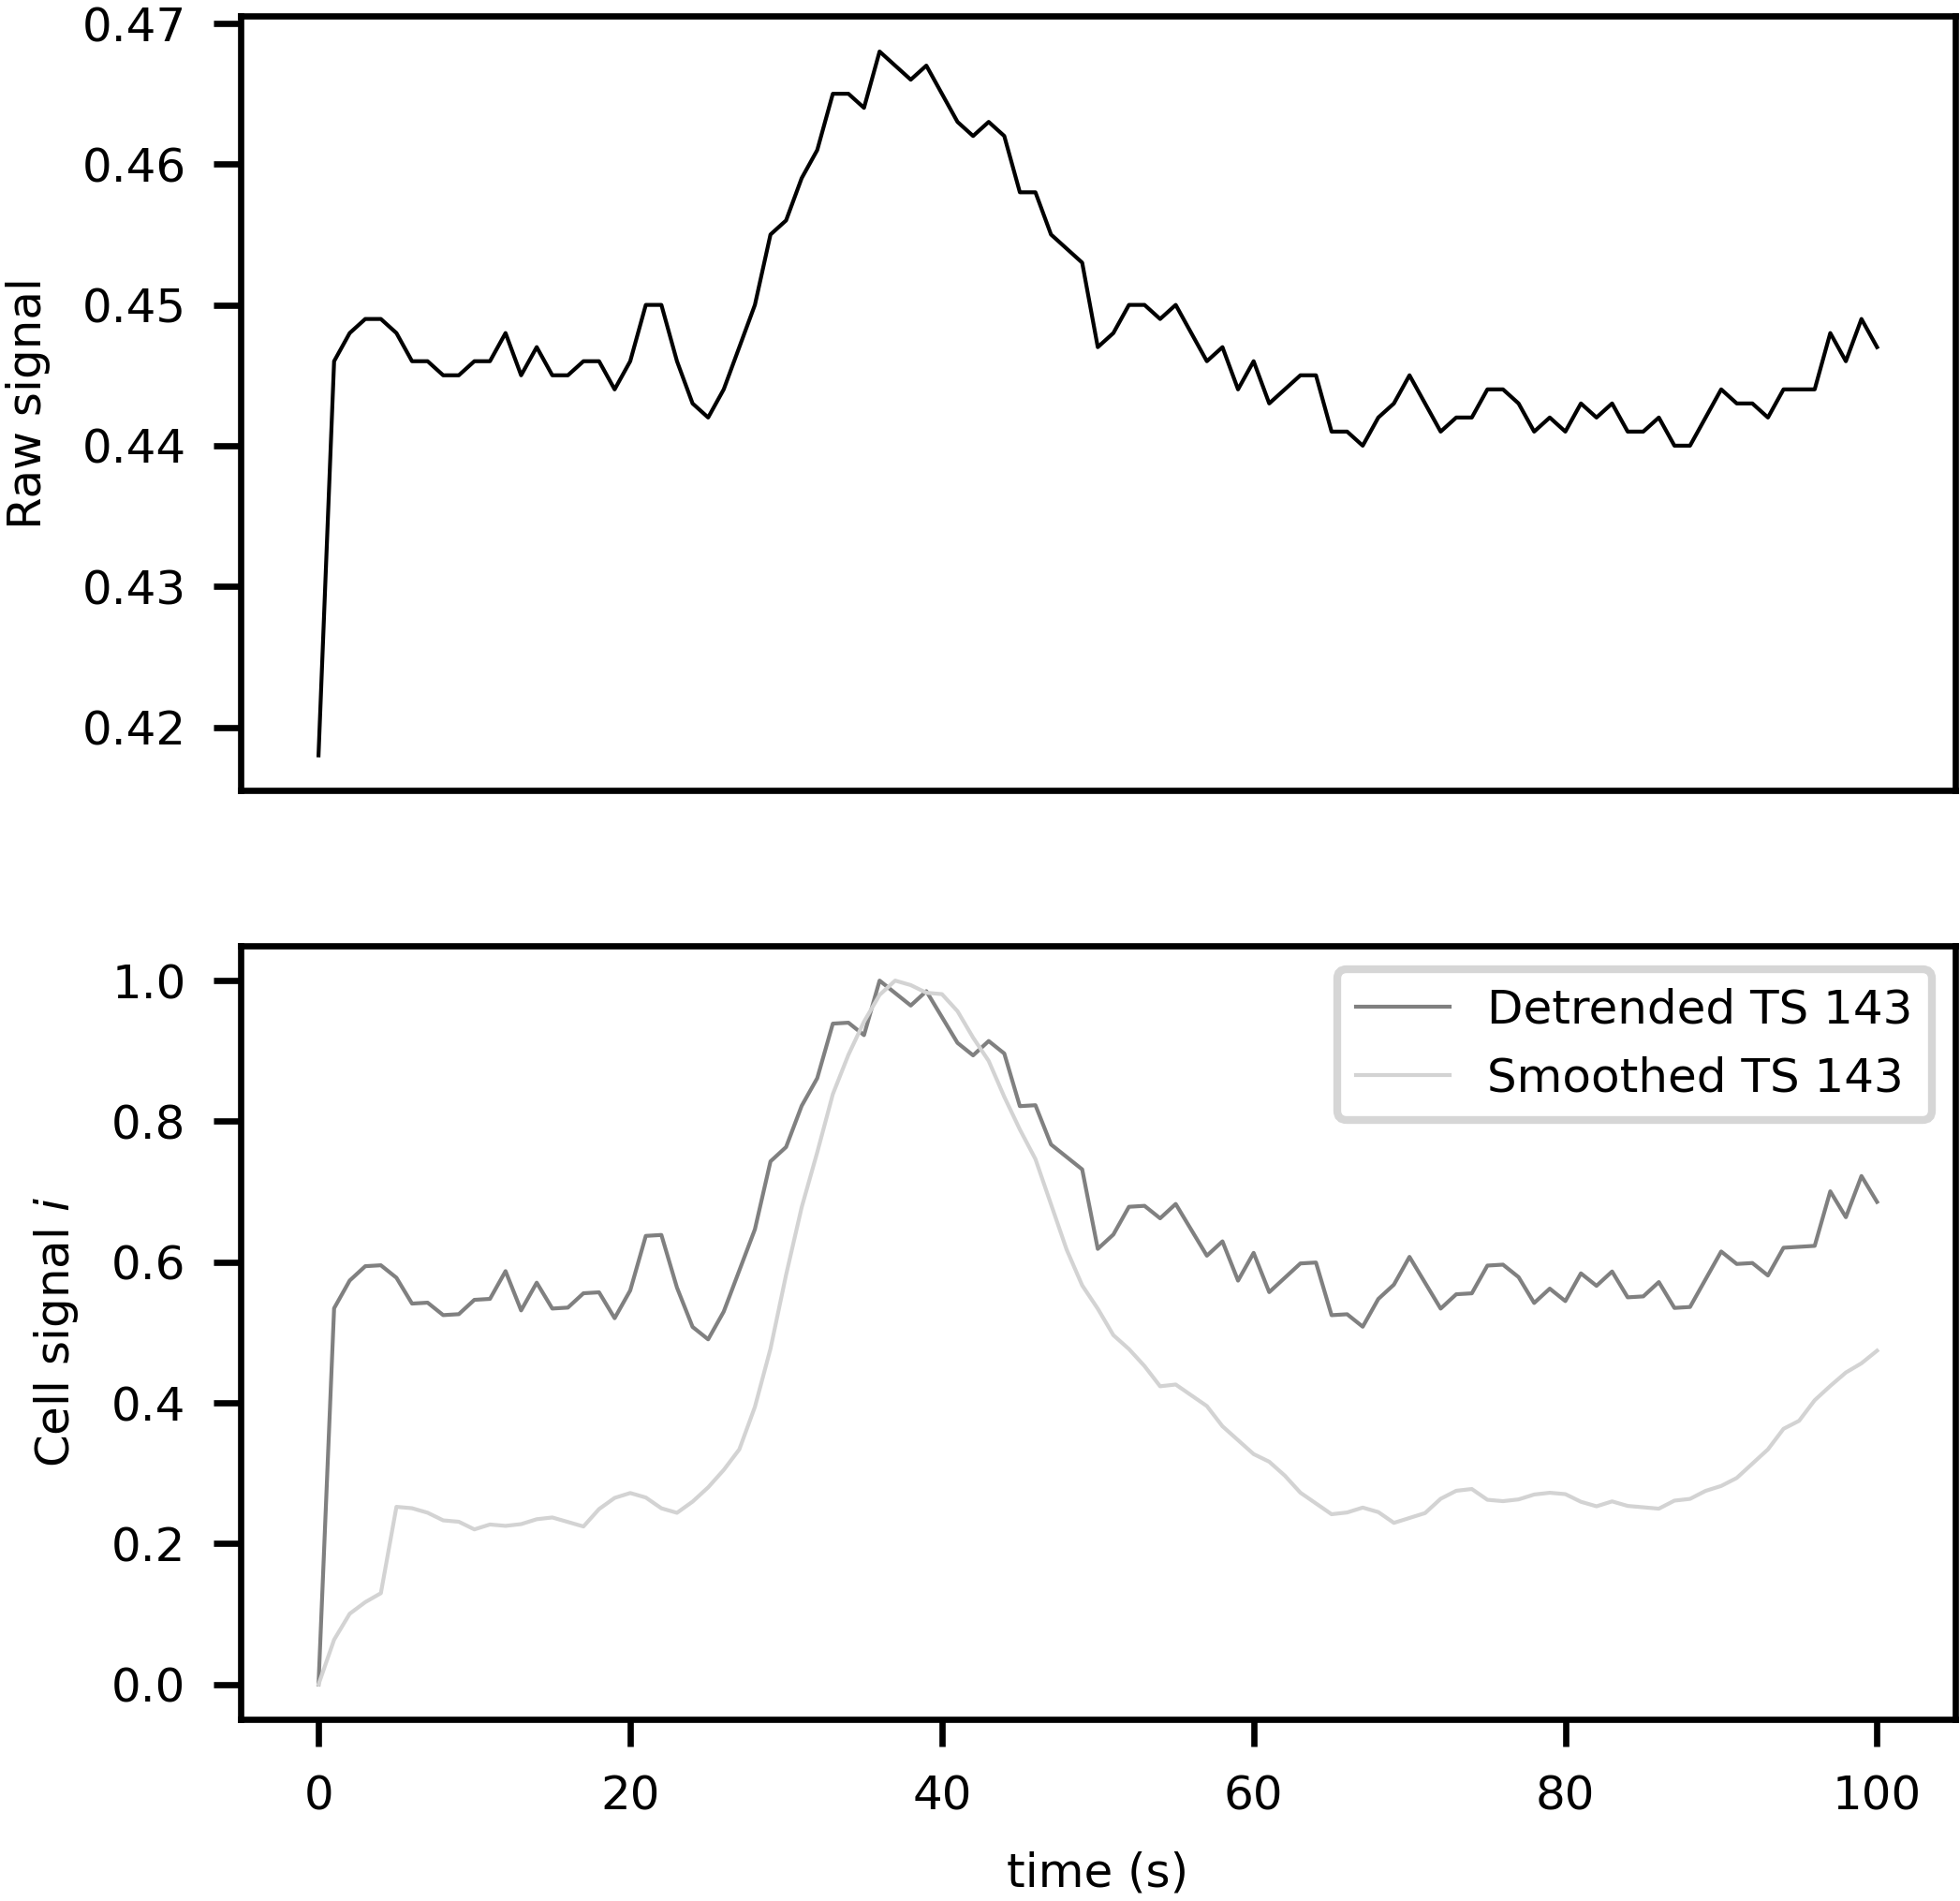 0.47
0.46
0.45
0.44
0.43
0.42
Raw signal
1.0
0.8
0.6
0.4
0.2
0.0
Cell signal i
Detrended TS 143
Smoothed TS 143
0 20 40 60 80 100
time (s)